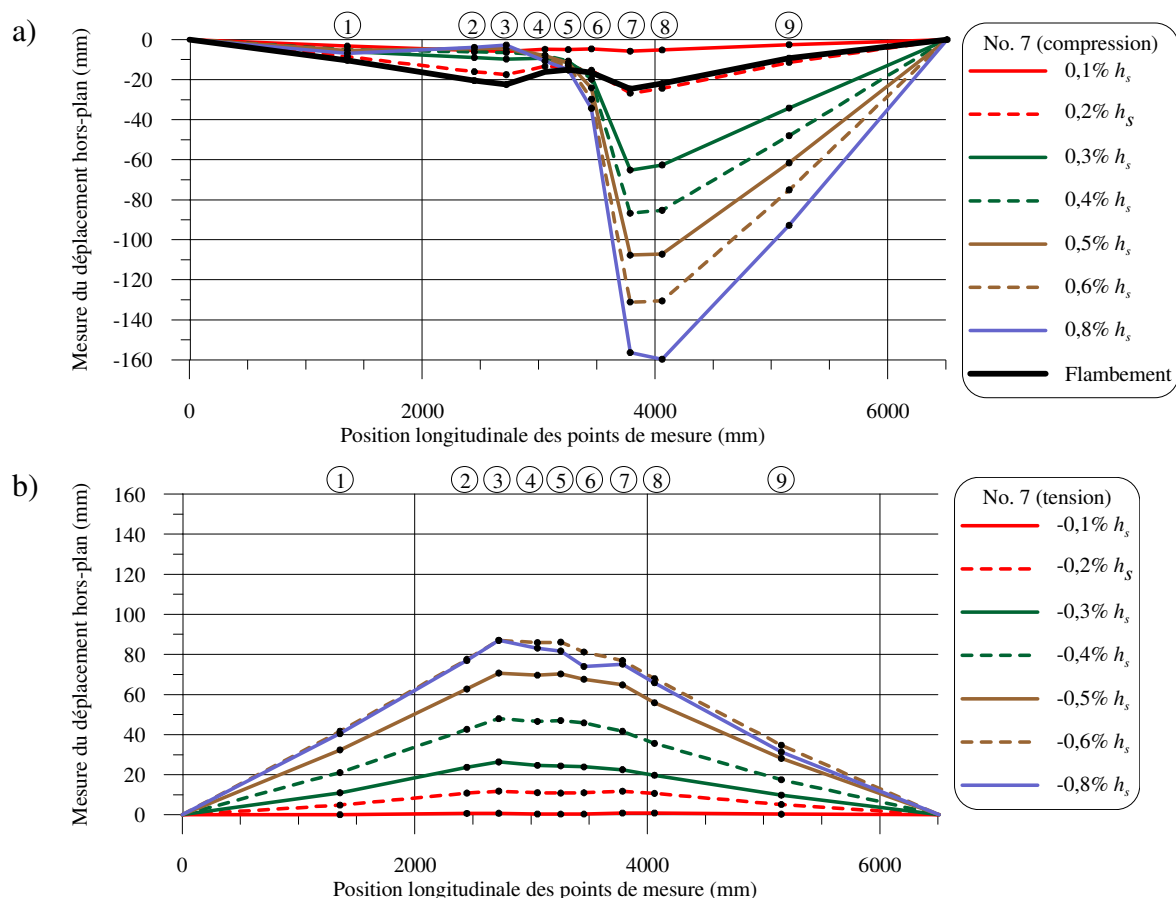 a)
1 2 3 4 5 6 7 8 9
Mesure du déplacement hors-plan (mm)
0
-20
-40
-60
-80
-100
-120
-140
-160
0 2000 4000 6000
Position longitudinale des points de mesure (mm)
No. 7 (compression)
0,1% hs
0,2% hs
0,3% hs
0,4% hs
0,5% hs
0,6% hs
0,8% hs
Flambement
b)
1 2 3 4 5 6 7 8 9
Mesure du déplacement hors-plan (mm)
160
140
120
100
80
60
40
20
0
0 2000 4000 6000
Position longitudinale des points de mesure (mm)
No. 7 (tension)
-0,1% hs
-0,2% hs
-0,3% hs
-0,4% hs
-0,5% hs
-0,6% hs
-0,8% hs